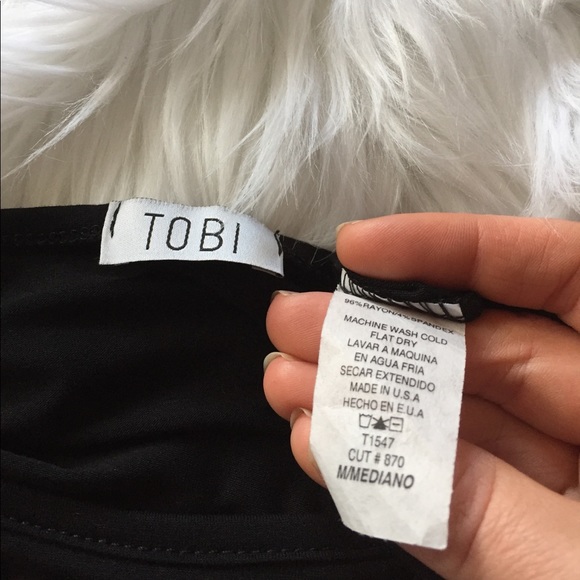 TOBI
96%RAYON/4%SPANDEX
MACHINE WASH COLD
FLAT DRY
LAVAR A MAQUINA
EN AGUA FRIA
SECAR EXTENDIDO
MADE IN U.S.A
HECHO EN E.U.A
T1547
CUT # 870
M/MEDIANO